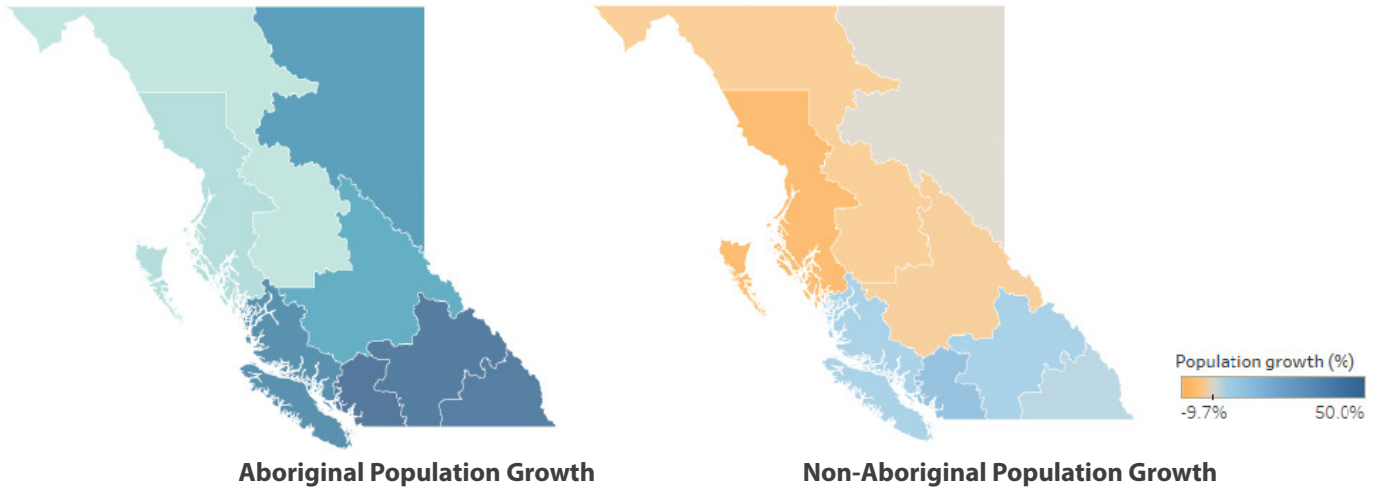 Population growth (%)
-9.7% 50.0%
Aboriginal Population Growth
Non-Aboriginal Population Growth